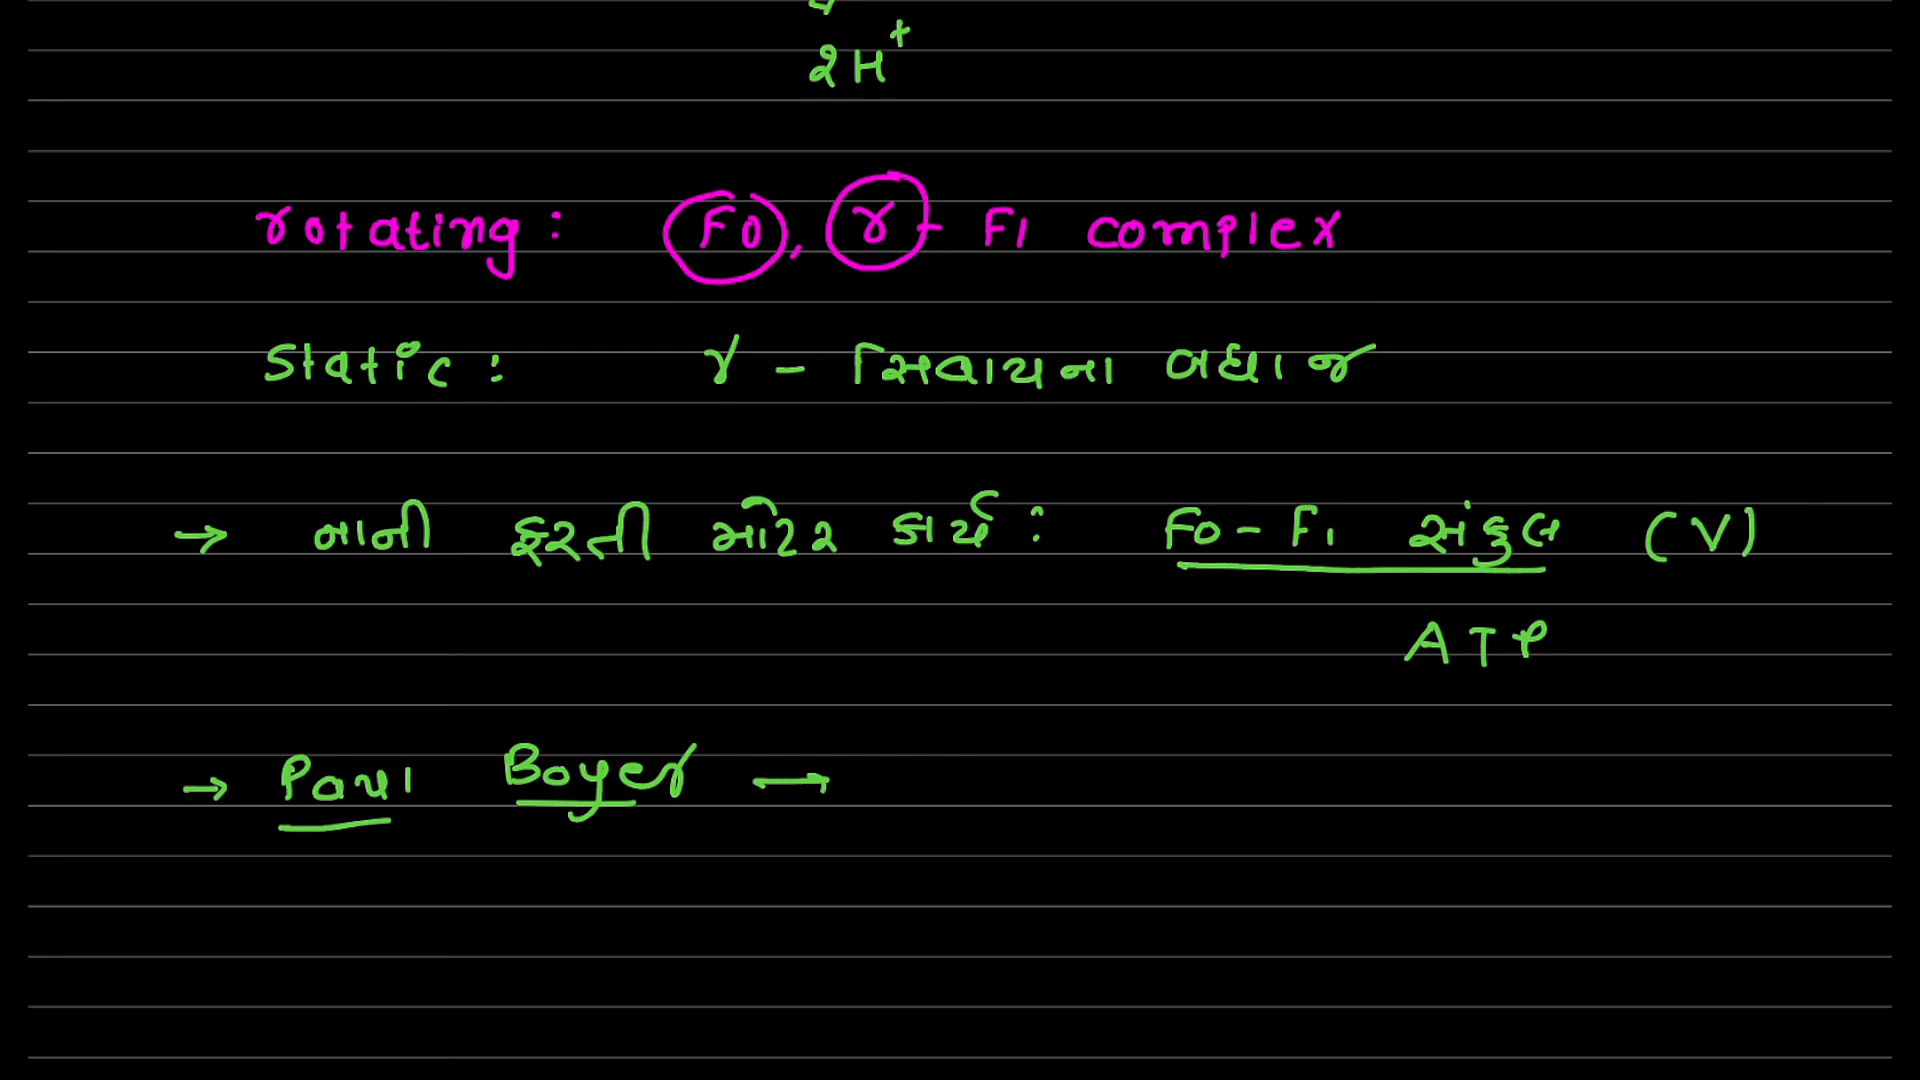 2H+
rotating : F0, γ - F1 complex
static : γ - સિવાયના બધા જ
→ નાની ફરતી મોટર કાર્ય : F0 - F1 સંકુલ (V)
ATP
→ Paul Boyer →